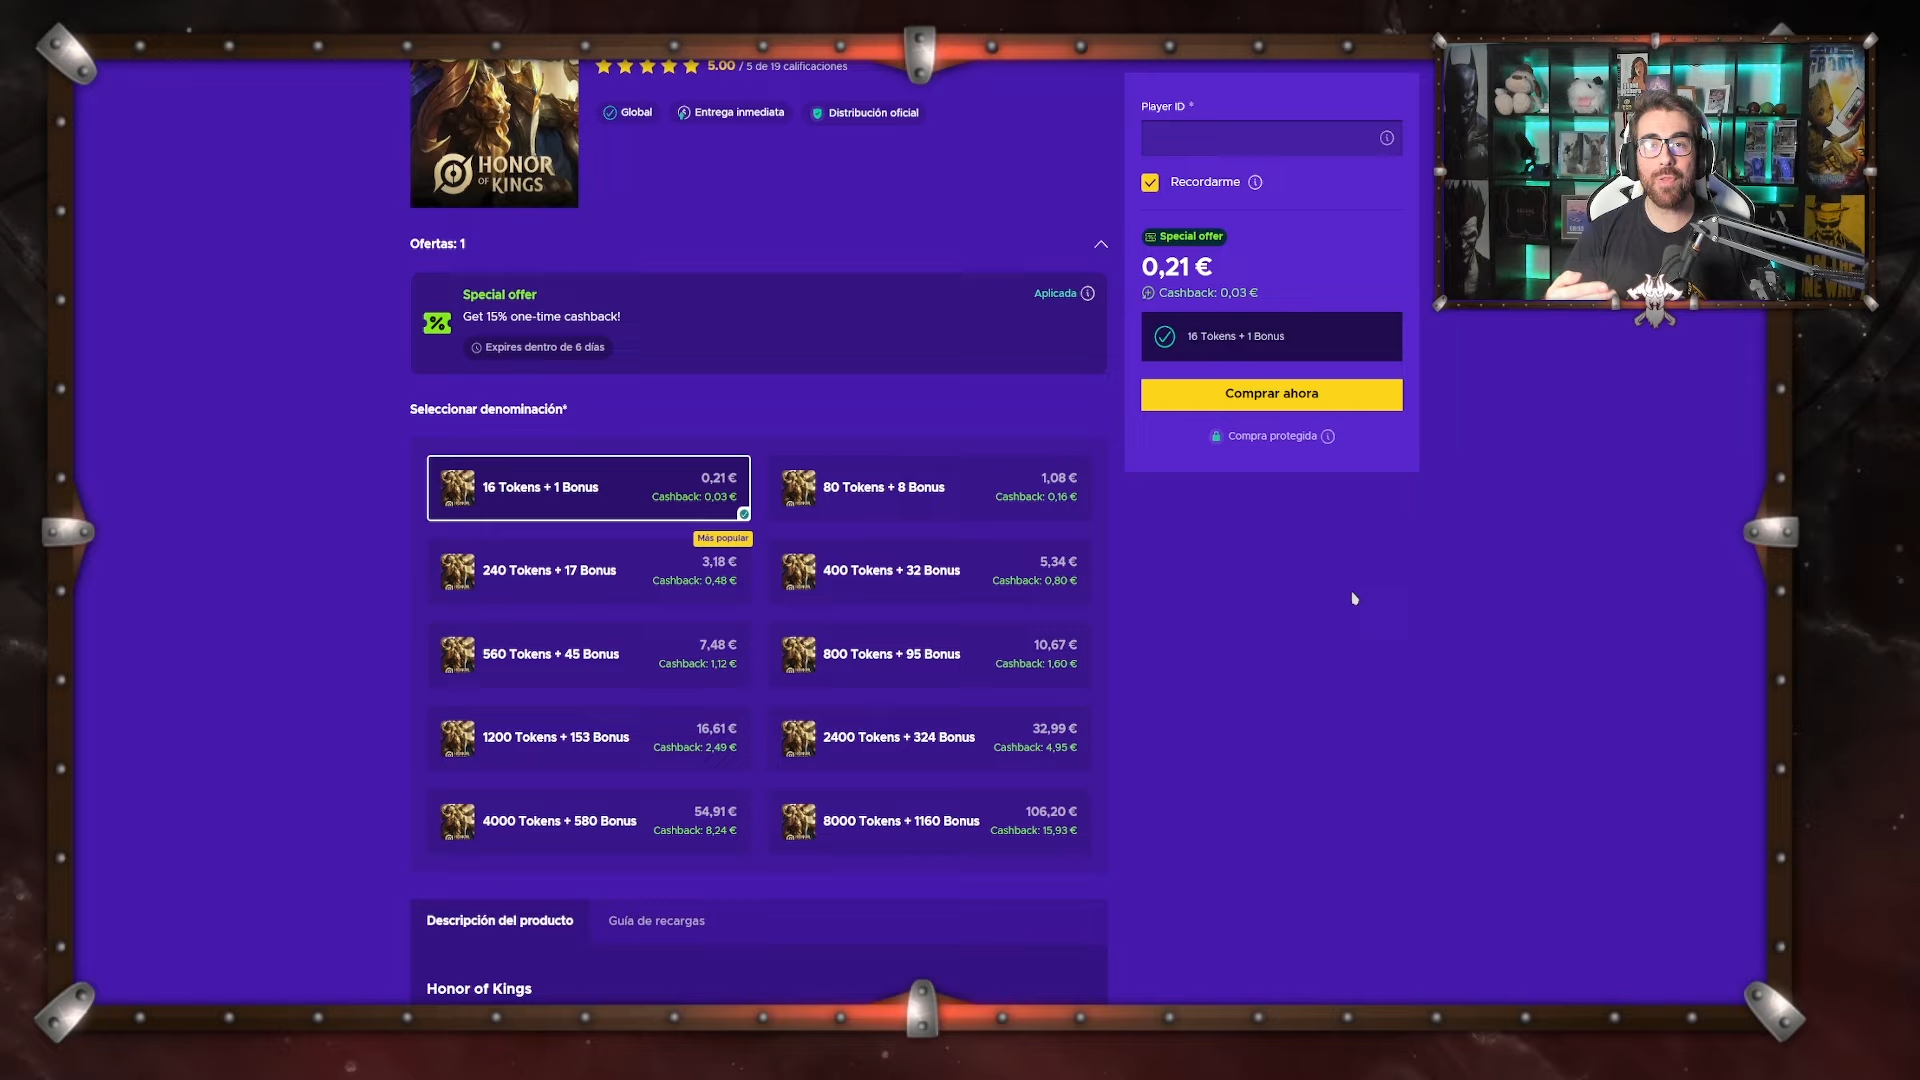 HONOR
OF KINGS
5.00 / 5 de 19 calificaciones
Global
Entrega inmediata
Distribución oficial
Ofertas: 1
Special offer
Aplicada
Get 15% one-time cashback!
Expires dentro de 6 días
Seleccionar denominación*
16 Tokens + 1 Bonus
0,21 €
Cashback: 0,03 €
80 Tokens + 8 Bonus
1,08 €
Cashback: 0,16 €
Más popular
240 Tokens + 17 Bonus
3,18 €
Cashback: 0,48 €
400 Tokens + 32 Bonus
5,34 €
Cashback: 0,80 €
560 Tokens + 45 Bonus
7,48 €
Cashback: 1,12 €
800 Tokens + 95 Bonus
10,67 €
Cashback: 1,60 €
1200 Tokens + 153 Bonus
16,61 €
Cashback: 2,49 €
2400 Tokens + 324 Bonus
32,99 €
Cashback: 4,95 €
4000 Tokens + 580 Bonus
54,91 €
Cashback: 8,24 €
8000 Tokens + 1160 Bonus
106,20 €
Cashback: 15,93 €
Descripción del producto
Guía de recargas
Honor of Kings
Player ID *
Recordarme
Special offer
0,21 €
Cashback: 0,03 €
16 Tokens + 1 Bonus
Comprar ahora
Compra protegida